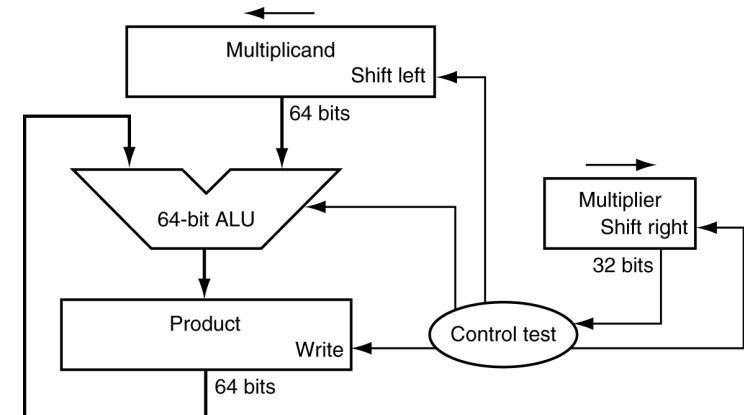 Multiplicand
Shift left
64 bits
64-bit ALU
Multiplier
Shift right
32 bits
Product
Write
Control test
64 bits